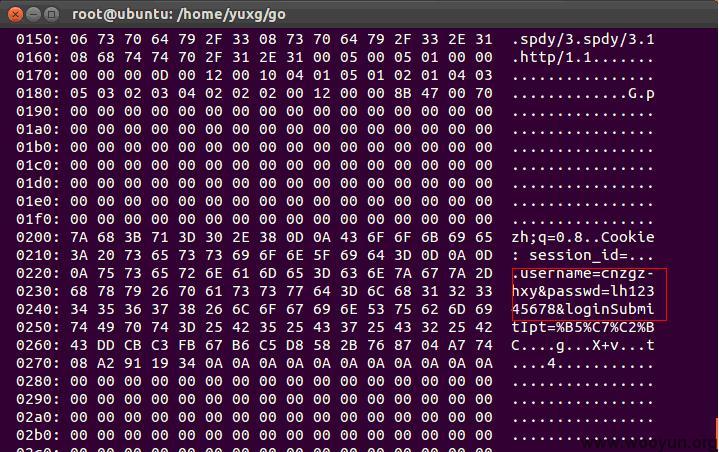 root@ubuntu: /home/yuxg/go
0150: 06 73 70 64 79 2F 33 08 73 70 64 79 2F 33 2E 31 .spdy/3.spdy/3.1
0160: 08 68 74 74 70 2F 31 2E 31 00 05 00 05 01 00 00 .http/1.1.......
0170: 00 00 00 0D 00 12 00 10 04 01 05 01 02 01 04 03 ................
0180: 05 03 02 03 04 02 02 02 00 12 00 00 8B 47 00 70 .............G.p
0190: 00 00 00 00 00 00 00 00 00 00 00 00 00 00 00 00 ................
01a0: 00 00 00 00 00 00 00 00 00 00 00 00 00 00 00 00 ................
01b0: 00 00 00 00 00 00 00 00 00 00 00 00 00 00 00 00 ................
01c0: 00 00 00 00 00 00 00 00 00 00 00 00 00 00 00 00 ................
01d0: 00 00 00 00 00 00 00 00 00 00 00 00 00 00 00 00 ................
01e0: 00 00 00 00 00 00 00 00 00 00 00 00 00 00 00 00 ................
01f0: 00 00 00 00 00 00 00 00 00 00 00 00 00 00 00 00 ................
0200: 7A 68 3B 71 3D 30 2E 38 0D 0A 43 6F 6F 6B 69 65 zh;q=0.8..Cookie
0210: 3A 20 73 65 73 73 69 6F 6E 5F 69 64 3D 0D 0A 0D : session_id=...
0220: 0A 75 73 65 72 6E 61 6D 65 3D 63 6E 7A 67 7A 2D .username=cnzgz-
0230: 68 78 79 26 70 61 73 73 77 64 3D 6C 68 31 32 33 hxy&passwd=lh123
0240: 34 35 36 37 38 26 6C 6F 67 69 6E 53 75 62 6D 69 45678&loginSubmi
0250: 74 49 70 74 3D 25 42 35 25 43 37 25 43 32 25 42 tIpt=%B5%C7%C2%B
0260: 43 DD CB C3 FB 67 B6 C5 D8 58 2B 76 87 04 A7 74 C....g...X+v...t
0270: 08 A2 91 19 34 0A 0A 0A 0A 0A 0A 0A 0A 0A 0A 0A ....4...........
0280: 00 00 00 00 00 00 00 00 00 00 00 00 00 00 00 00 ................
0290: 00 00 00 00 00 00 00 00 00 00 00 00 00 00 00 00 ................
02a0: 00 00 00 00 00 00 00 00 00 00 00 00 00 00 00 00 ................
02b0: 00 00 00 00 00 00 00 00 00 00 00 00 00 00 00 00 ................